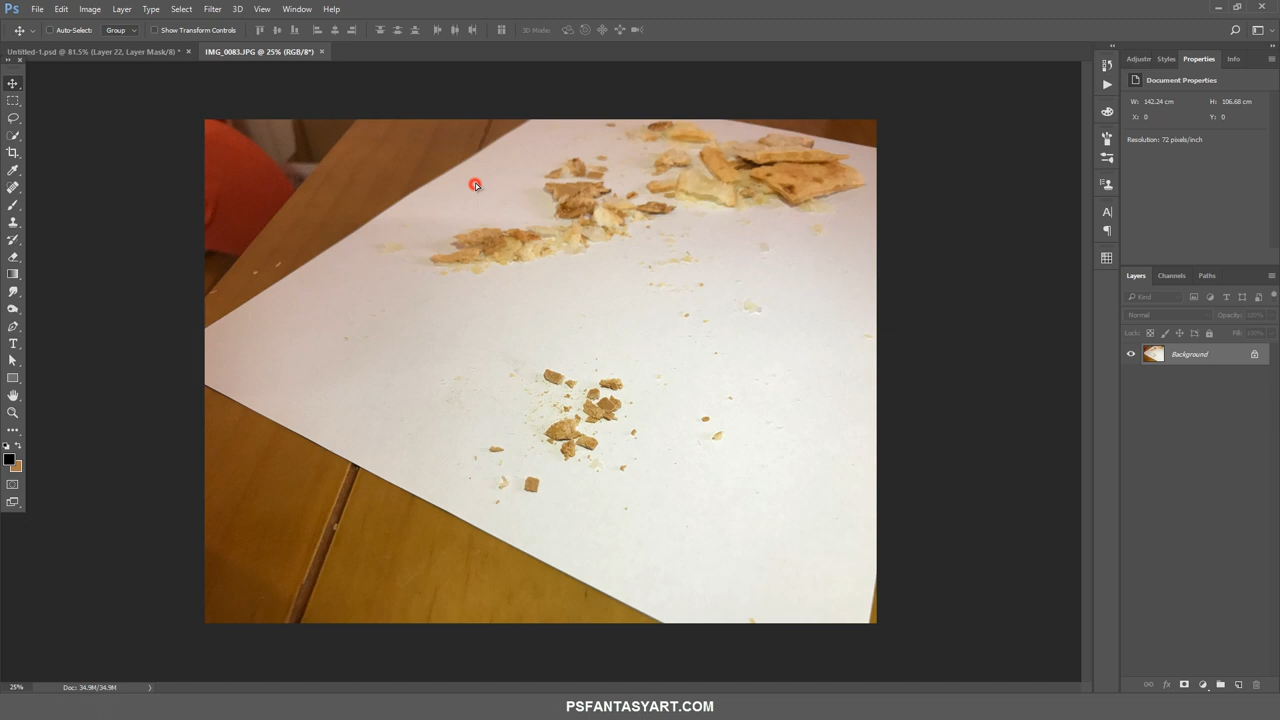 Ps File Edit Image Layer Type Select Filter 3D View Window Help
Auto-Select: Group Show Transform Controls 3D Mode:
Untitled-1.psd @ 81.5% (Layer 22, Layer Mask/8) * × IMG_0083.JPG @ 25% (RGB/8*) ×
Adjustm Styles Properties Info
Document Properties
W: 142.24 cm H: 106.68 cm
X: 0 Y: 0
Resolution: 72 pixels/inch
Layers Channels Paths
Kind
Normal Opacity: 100%
Lock: Fill: 100%
Background
25% Doc: 34.9M/34.9M
PSFANTASYART.COM